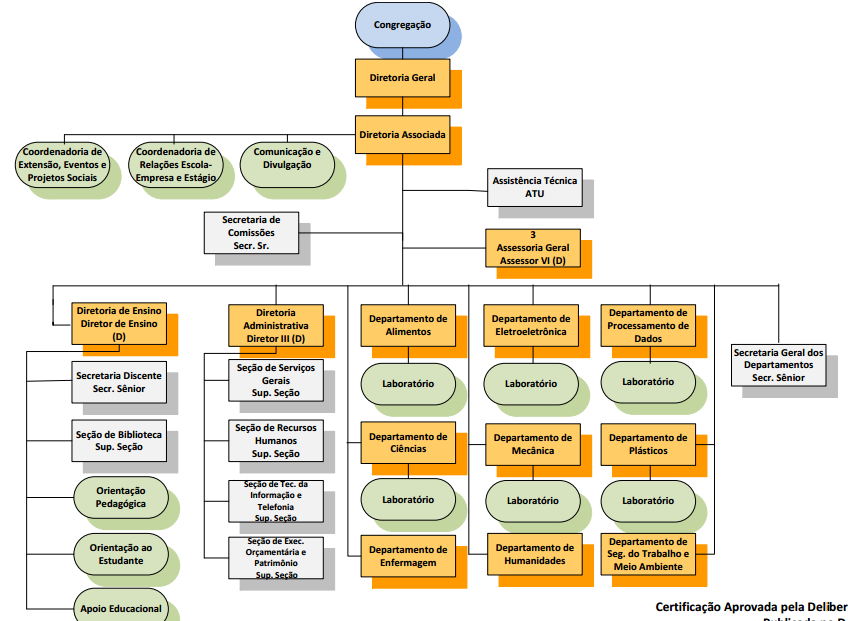 Congregação
Diretoria Geral
Diretoria Associada
Coordenadoria de
Extensão, Eventos e
Projetos Sociais
Coordenadoria de
Relações Escola-
Empresa e Estágio
Comunicação e
Divulgação
Assistência Técnica
ATU
Secretaria de
Comissões
Secr. Sr.
3
Assessoria Geral
Assessor VI (D)
Diretoria de Ensino
Diretor de Ensino
(D)
Secretaria Discente
Secr. Sênior
Seção de Biblioteca
Sup. Seção
Orientação
Pedagógica
Orientação ao
Estudante
Apoio Educacional
Diretoria
Administrativa
Diretor III (D)
Seção de Serviços
Gerais
Sup. Seção
Seção de Recursos
Humanos
Sup. Seção
Seção de Tec. da
Informação e
Telefonia
Sup. Seção
Seção de Exec.
Orçamentária e
Patrimônio
Sup. Seção
Departamento de
Alimentos
Laboratório
Departamento de
Ciências
Laboratório
Departamento de
Enfermagem
Departamento de
Eletroeletrônica
Laboratório
Departamento de
Mecânica
Laboratório
Departamento de
Humanidades
Departamento de
Processamento de
Dados
Laboratório
Departamento de
Plásticos
Laboratório
Departamento de
Seg. do Trabalho e
Meio Ambiente
Secretaria Geral dos
Departamentos
Secr. Sênior
Certificação Aprovada pela Deliber